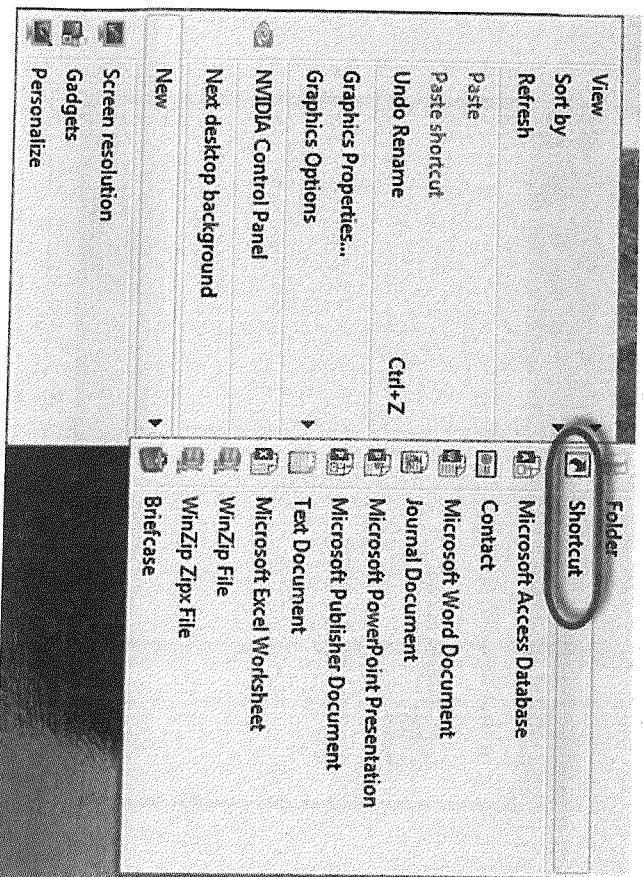 View
Sort by
Refresh
Paste
Paste shortcut
Undo Rename Ctrl+Z
Graphics Properties...
Graphics Options
NVIDIA Control Panel
Next desktop background
New
Screen resolution
Gadgets
Personalize
Folder
Shortcut
Microsoft Access Database
Contact
Microsoft Word Document
Journal Document
Microsoft PowerPoint Presentation
Microsoft Publisher Document
Text Document
Microsoft Excel Worksheet
WinZip File
WinZip Zipx File
Briefcase